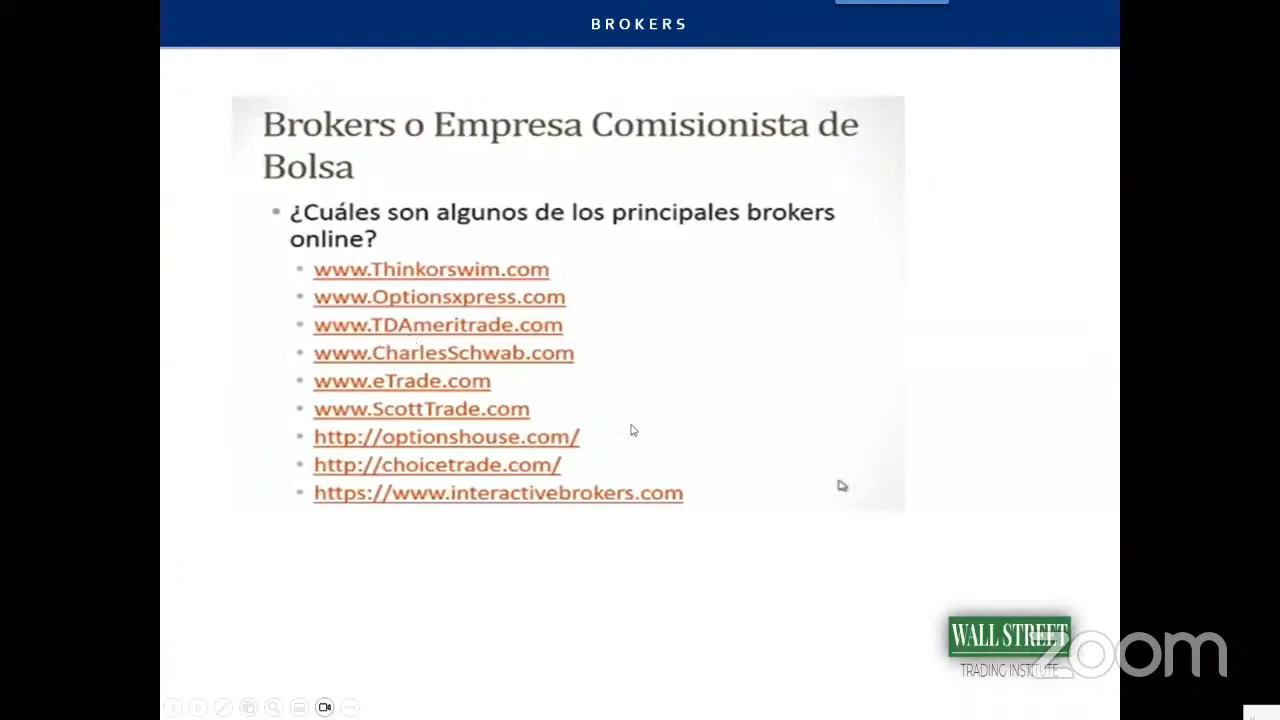 BROKERS
Brokers o Empresa Comisionista de
Bolsa
• ¿Cuáles son algunos de los principales brokers
online?
• www.Thinkorswim.com
• www.Optionsxpress.com
• www.TDAmeritrade.com
• www.CharlesSchwab.com
• www.eTrade.com
• www.ScottTrade.com
• http://optionshouse.com/
• http://choicetrade.com/
• https://www.interactivebrokers.com
WALL STREET
TRADING INSTITUTE
zoom